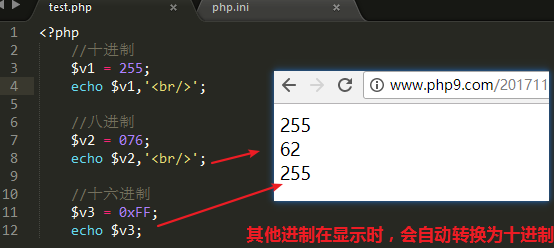 test.php
php.ini
1 <?php
2 //十进制
3 $v1 = 255;
4 echo $v1,'<br/>';
5
6 //八进制
7 $v2 = 076;
8 echo $v2,'<br/>';
9
10 //十六进制
11 $v3 = 0xFF;
12 echo $v3;
www.php9.com/201711
255
62
255
其他进制在显示时，会自动转换为十进制